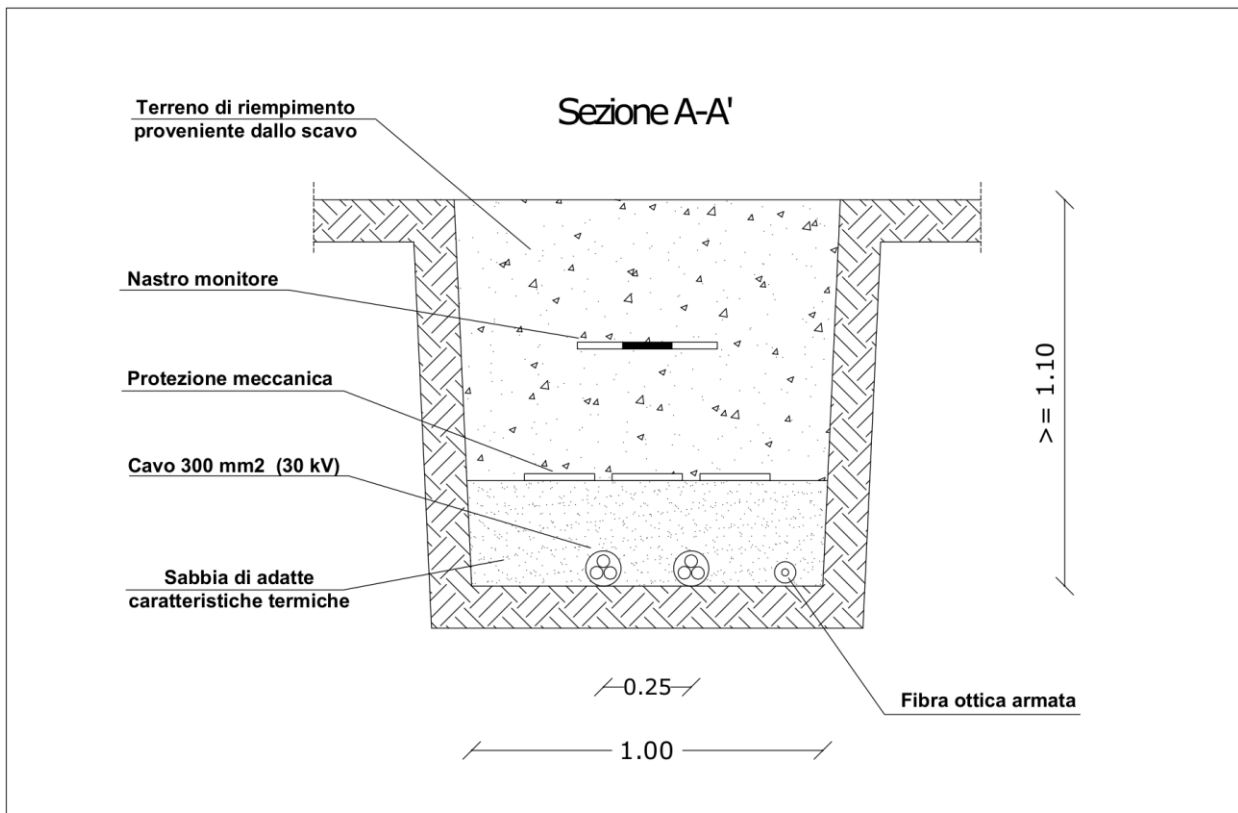 Sezione A-A'
Terreno di riempimento
proveniente dallo scavo
Nastro monitore
Protezione meccanica
Cavo 300 mm2 (30 kV)
Sabbia di adatte
caratteristiche termiche
>= 1.10
0.25
Fibra ottica armata
1.00